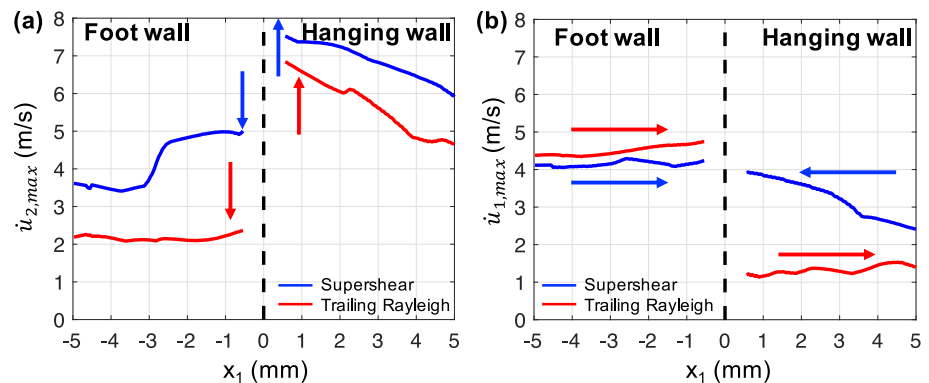 (a)
Foot wall
Hanging wall
8
7
6
5
4
3
2
1
0
u̇2,max (m/s)
Supershear
Trailing Rayleigh
-5 -4 -3 -2 -1 0 1 2 3 4 5
x1 (mm)
(b)
Foot wall
Hanging wall
8
7
6
5
4
3
2
1
0
u̇1,max (m/s)
Supershear
Trailing Rayleigh
-5 -4 -3 -2 -1 0 1 2 3 4 5
x1 (mm)